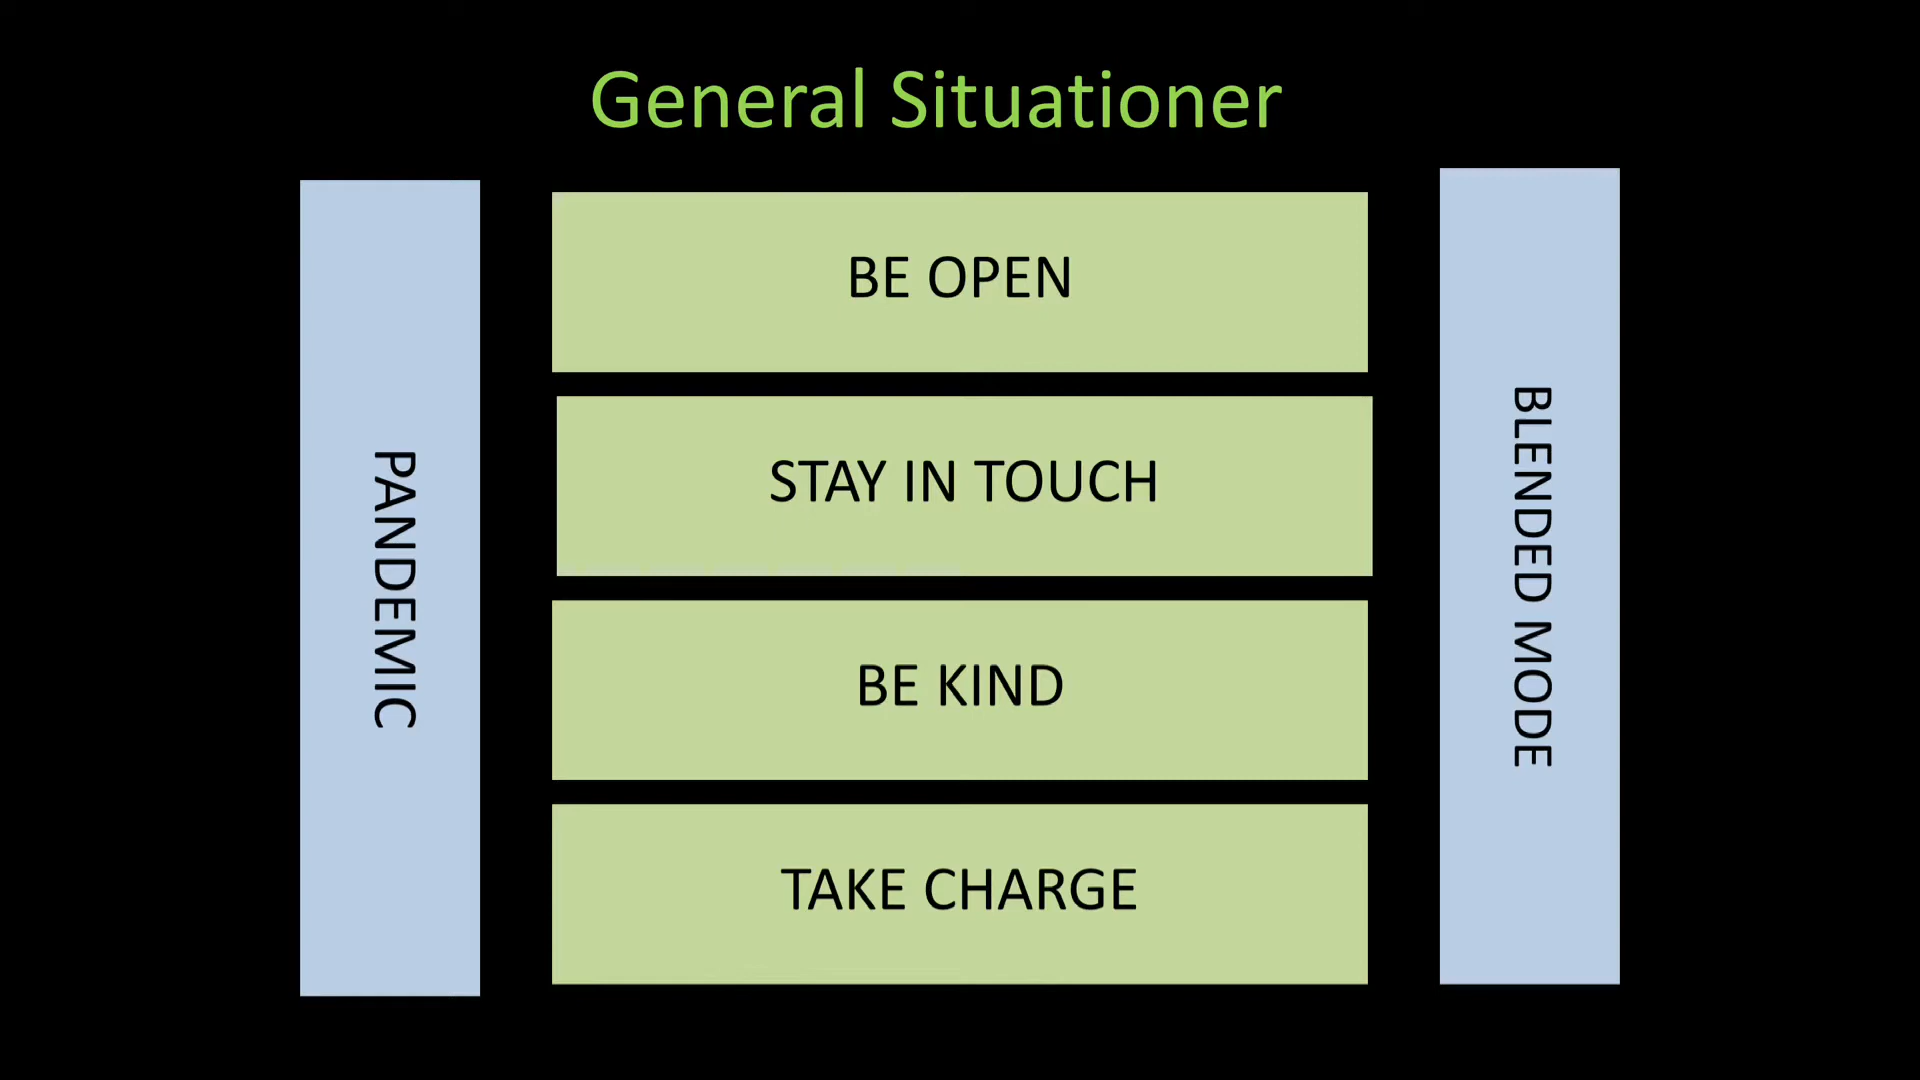 General Situationer
PANDEMIC
BE OPEN
STAY IN TOUCH
BE KIND
TAKE CHARGE
BLENDED MODE